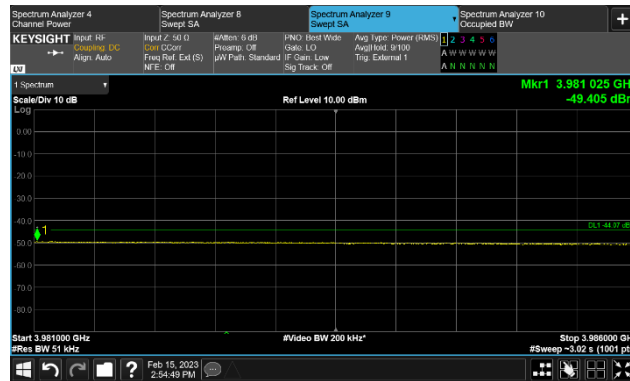 Spectrum Analyzer 4
Channel Power
Spectrum Analyzer 8
Swept SA
Spectrum Analyzer 9
Swept SA
Spectrum Analyzer 10
Occupied BW
+
KEYSIGHT
LXI
Input: RF
Coupling: DC
Align: Auto
Input Z: 50 Ω
Corr CCorr
Freq Ref: Ext (S)
NFE: Off
#Atten: 6 dB
Preamp: Off
µW Path: Standard
PNO: Best Wide
Gate: LO
IF Gain: Low
Sig Track: Off
Avg Type: Power (RMS)
Avg|Hold: 9/100
Trig: External 1
1 2 3 4 5 6
A W W W W W
A N N N N N
1 Spectrum
Mkr1 3.981 025 GH
Scale/Div 10 dB
Ref Level 10.00 dBm
-49.405 dBr
Log
0.00
-10.0
-20.0
-30.0
-40.0
1
DL1 -44.07 dB
-50.0
-60.0
-70.0
-80.0
Start 3.981000 GHz
#Video BW 200 kHz*
Stop 3.986000 GH
#Res BW 51 kHz
#Sweep ~3.02 s (1001 pt
?
Feb 15, 2023
2:54:49 PM